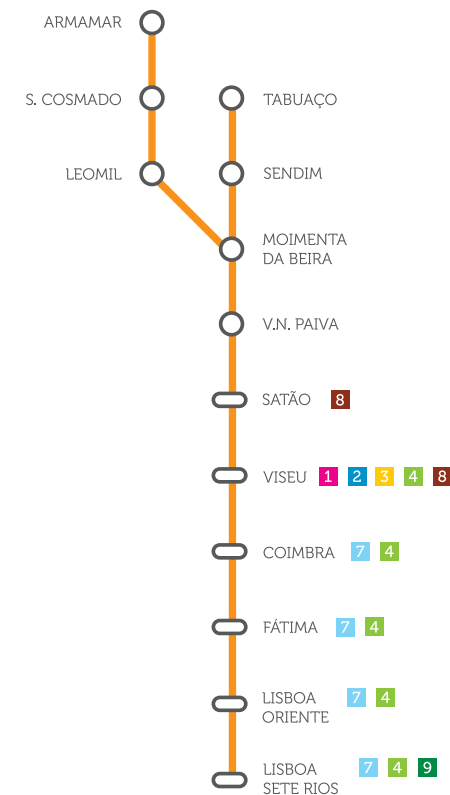 ARMAMAR
S. COSMADO
TABUAÇO
LEOMIL
SENDIM
MOIMENTA
DA BEIRA
V.N. PAIVA
SATÃO 8
VISEU 1 2 3 4 8
COIMBRA 7 4
FÁTIMA 7 4
LISBOA 7 4
ORIENTE
LISBOA 7 4 9
SETE RIOS